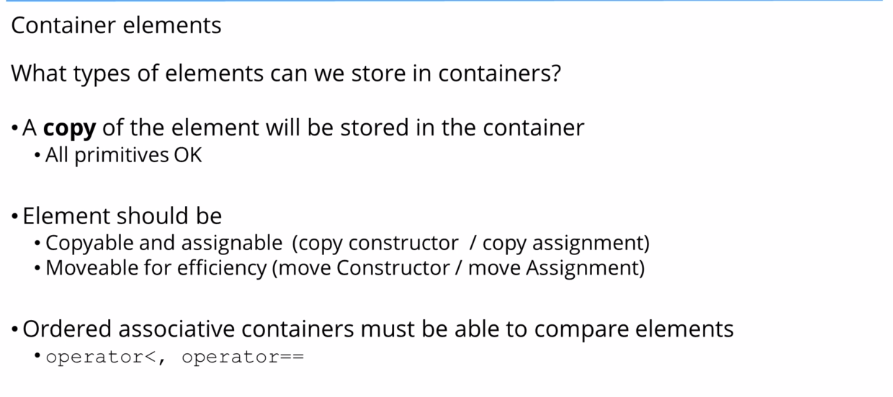 Container elements
What types of elements can we store in containers?
• A copy of the element will be stored in the container
• All primitives OK
• Element should be
• Copyable and assignable (copy constructor / copy assignment)
• Moveable for efficiency (move Constructor / move Assignment)
• Ordered associative containers must be able to compare elements
• operator<, operator==